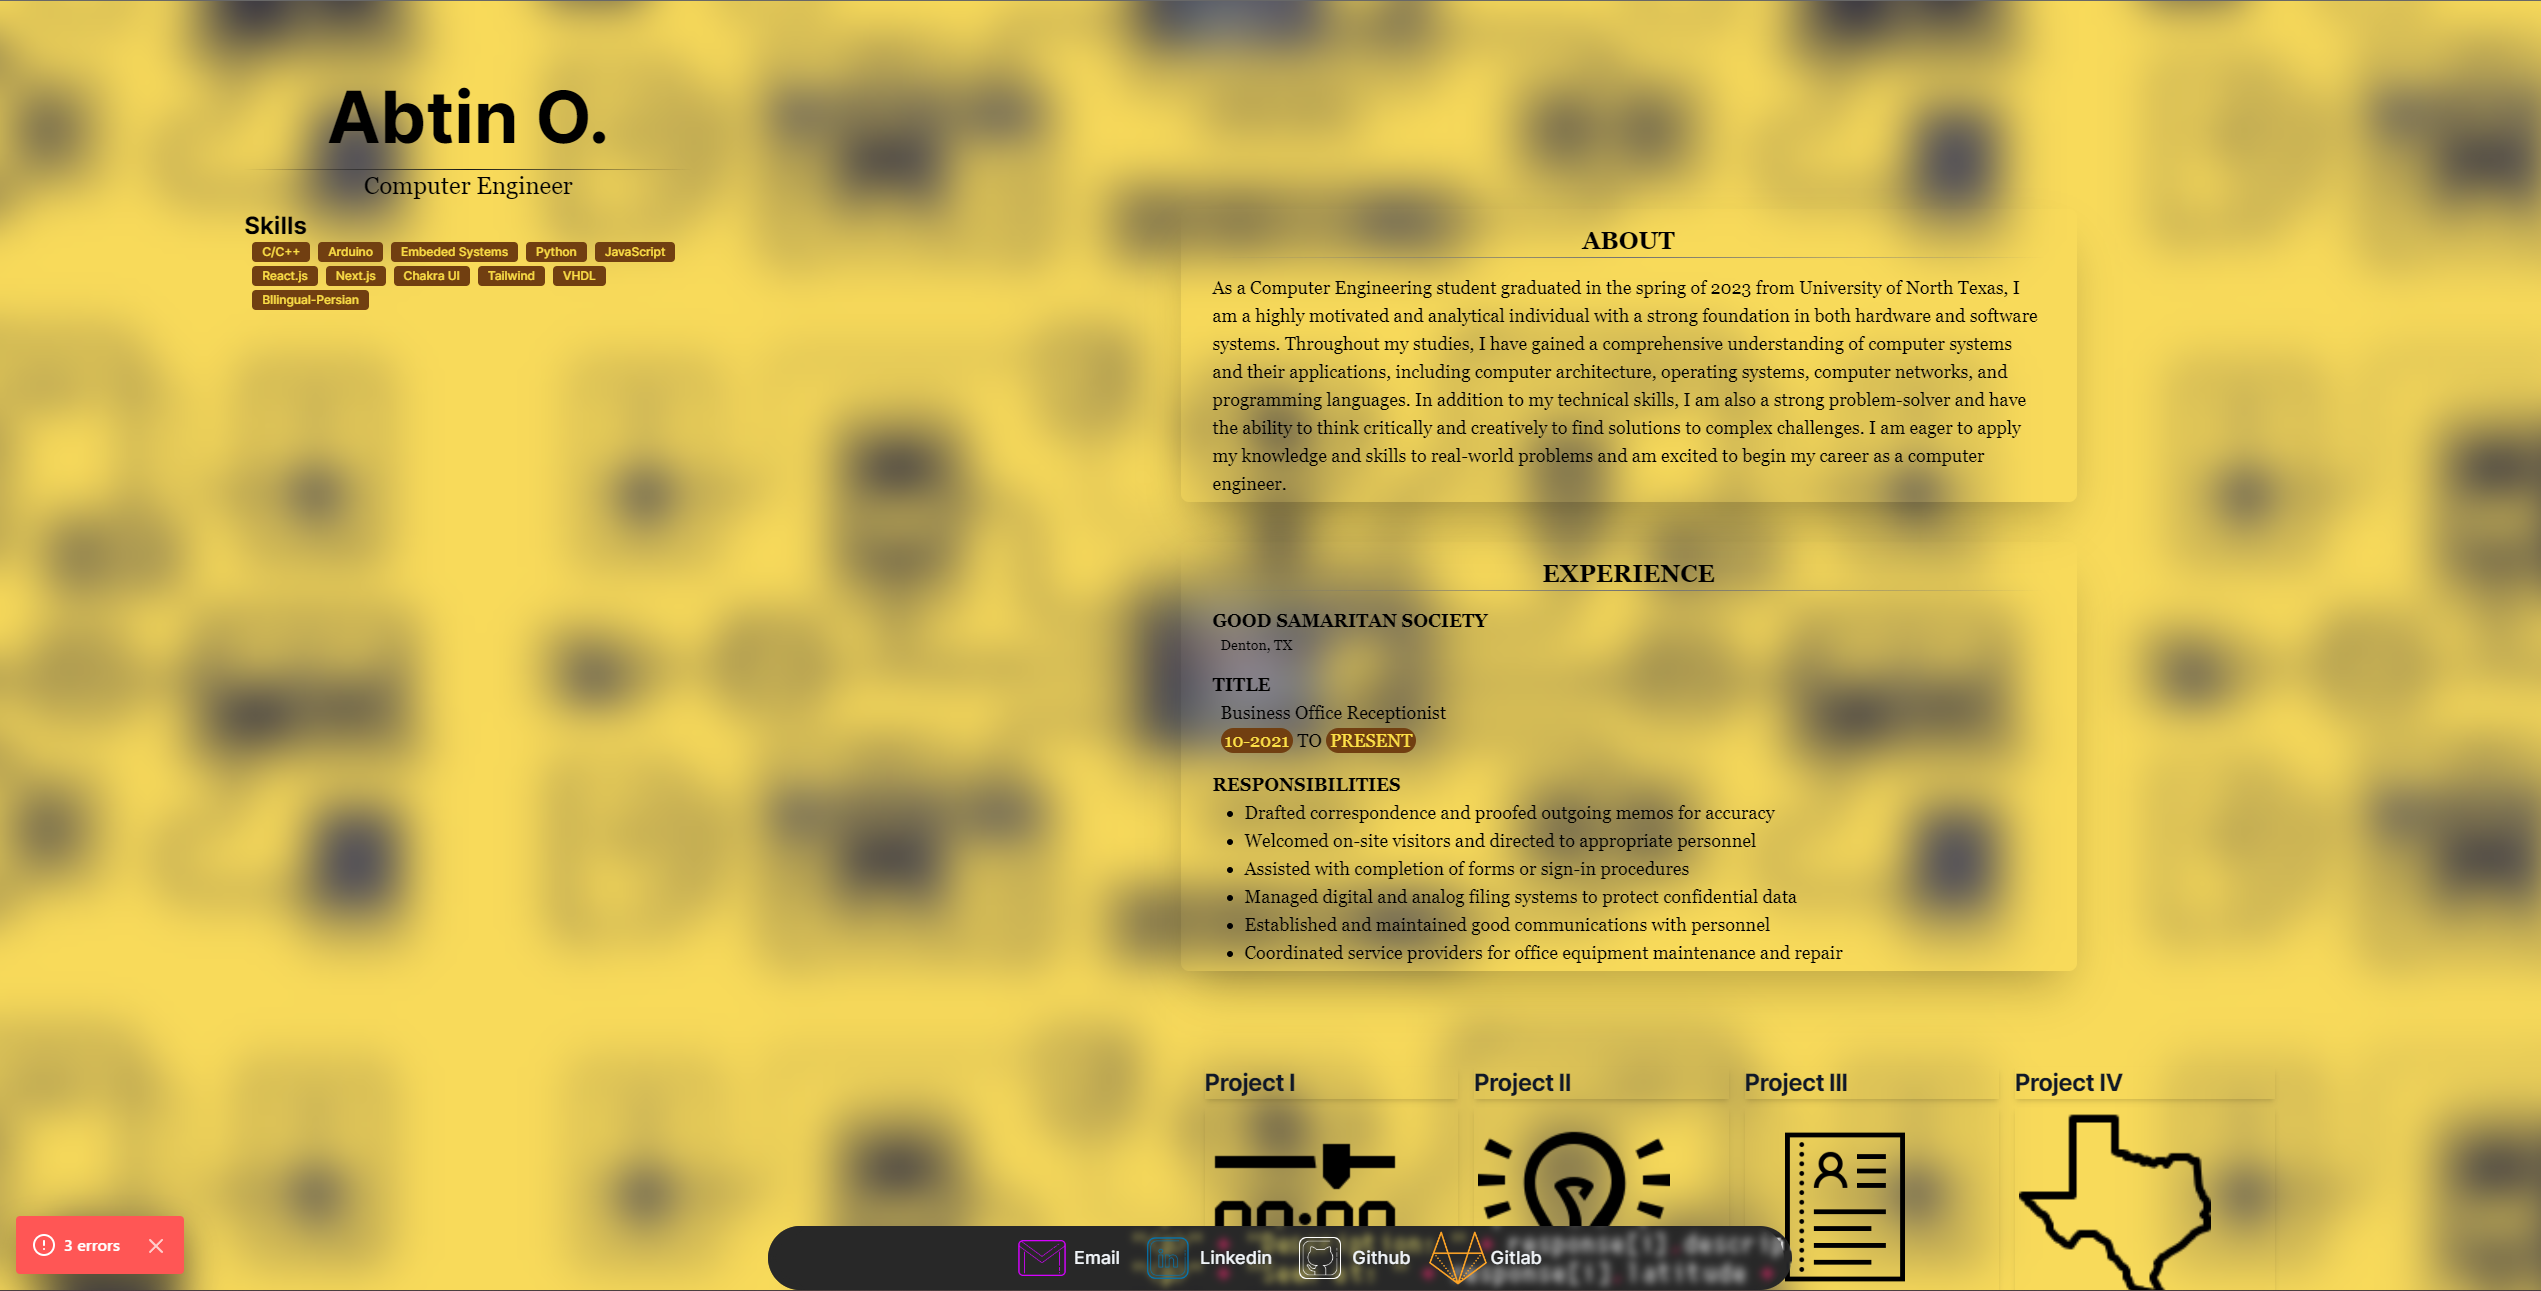 Abtin O.
Computer Engineer
Skills
C/C++ Arduino Embeded Systems Python JavaScript
React.js Next.js Chakra UI Tailwind VHDL
BIlingual-Persian
ABOUT
As a Computer Engineering student graduated in the spring of 2023 from University of North Texas, I
am a highly motivated and analytical individual with a strong foundation in both hardware and software
systems. Throughout my studies, I have gained a comprehensive understanding of computer systems
and their applications, including computer architecture, operating systems, computer networks, and
programming languages. In addition to my technical skills, I am also a strong problem-solver and have
the ability to think critically and creatively to find solutions to complex challenges. I am eager to apply
my knowledge and skills to real-world problems and am excited to begin my career as a computer
engineer.
EXPERIENCE
GOOD SAMARITAN SOCIETY
Denton, TX
TITLE
Business Office Receptionist
10-2021 TO PRESENT
RESPONSIBILITIES
• Drafted correspondence and proofed outgoing memos for accuracy
• Welcomed on-site visitors and directed to appropriate personnel
• Assisted with completion of forms or sign-in procedures
• Managed digital and analog filing systems to protect confidential data
• Established and maintained good communications with personnel
• Coordinated service providers for office equipment maintenance and repair
Project I Project II Project III Project IV
00:00
3 errors
Email Linkedin Github Gitlab
response[i].descrip
latitude +